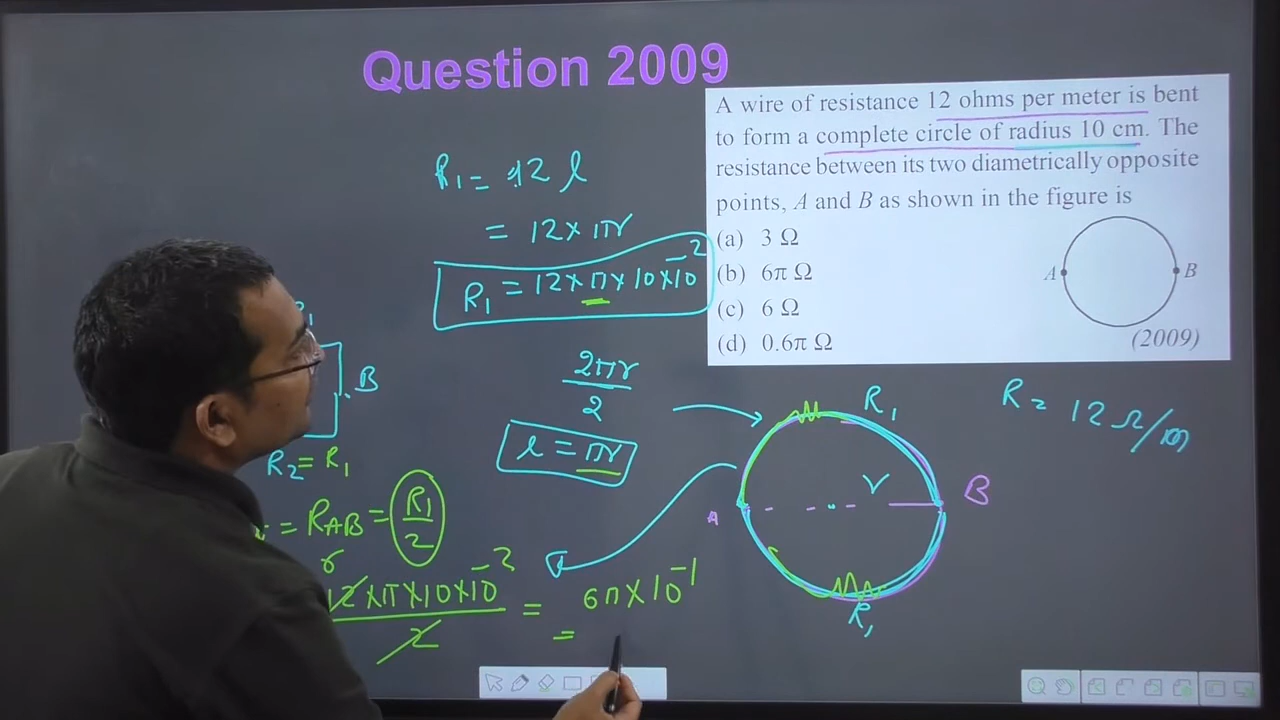 Question 2009
A wire of resistance 12 ohms per meter is bent
to form a complete circle of radius 10 cm. The
resistance between its two diametrically opposite
points, A and B as shown in the figure is
(a) 3 Ω
(b) 6π Ω
(c) 6 Ω
(d) 0.6π Ω
A B
(2009)
R₁ = 12 l
= 12 × πr
R₁ = 12 × π × 10 × 10⁻²
2πr
2
l = πr
B
R₂ = R₁
= R_AB = R₁/2
6
12 × π × 10 × 10⁻²
2
= 6π × 10⁻¹
=
R₁
r
A
B
R₁
R = 12 Ω/m